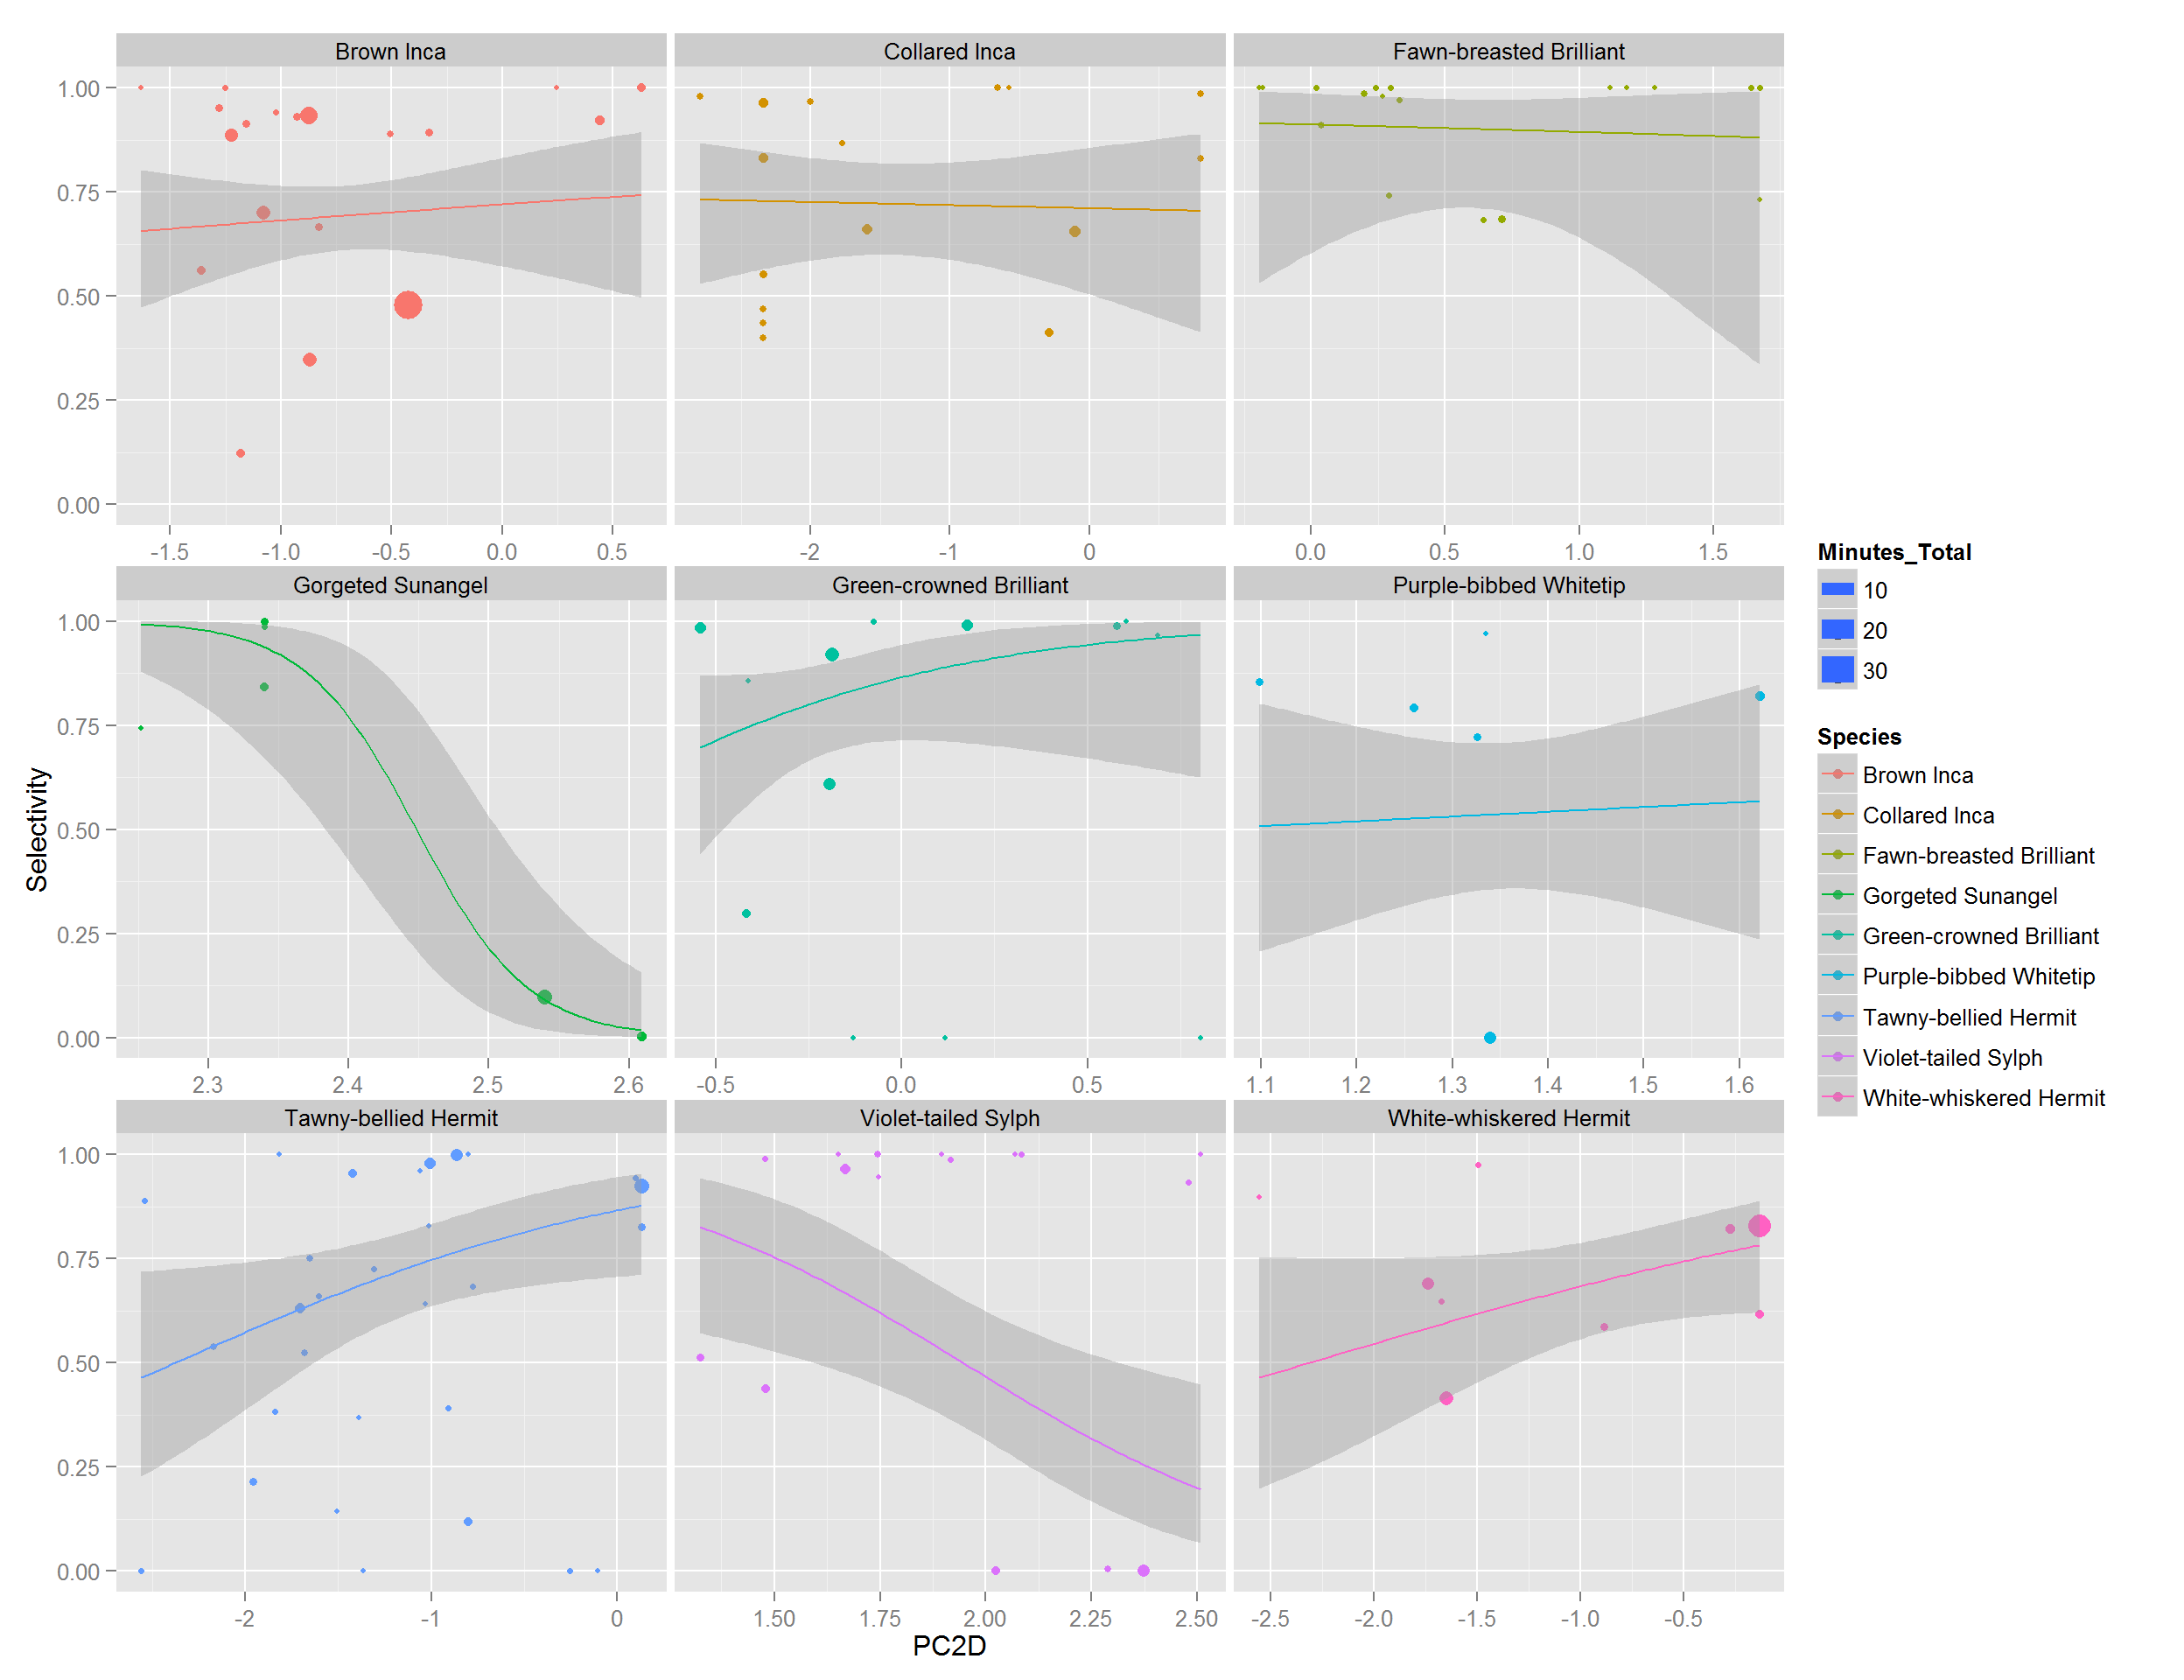 Brown Inca Collared Inca Fawn-breasted Brilliant
1.00
0.75
0.50
0.25
0.00
-1.5 -1.0 -0.5 0.0 0.5 -2 -1 0 0.0 0.5 1.0 1.5
Gorgeted Sunangel Green-crowned Brilliant Purple-bibbed Whitetip
1.00
0.75
0.50
0.25
0.00
2.3 2.4 2.5 2.6 -0.5 0.0 0.5 1.1 1.2 1.3 1.4 1.5 1.6
Tawny-bellied Hermit Violet-tailed Sylph White-whiskered Hermit
1.00
0.75
0.50
0.25
0.00
-2 -1 0 1.50 1.75 2.00 2.25 2.50 -2.5 -2.0 -1.5 -1.0 -0.5
PC2D
Selectivity
Minutes_Total
10
20
30
Species
Brown Inca
Collared Inca
Fawn-breasted Brilliant
Gorgeted Sunangel
Green-crowned Brilliant
Purple-bibbed Whitetip
Tawny-bellied Hermit
Violet-tailed Sylph
White-whiskered Hermit